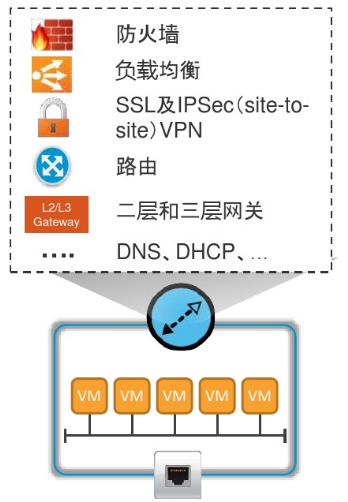 防火墙
负载均衡
SSL及IPSec（site-to-
site）VPN
路由
L2/L3
Gateway
二层和三层网关
.... DNS、DHCP、...
VM VM VM VM VM